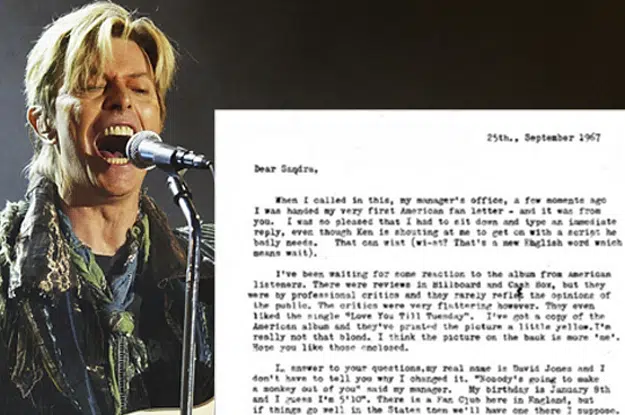 25th., September 1967
Dear Sandra,
When I called in this, my manager's office, a few moments ago
I was handed my very first American fan letter - and it was from
you. I was so pleased that I had to sit down and type an immediate
reply, even though Ken is shouting at me to get on with a script he
badly needs. That can wiat (wi-at? That's a new English word which
means wait).
I've been waiting for some reaction to the album from American
listeners. There were reviews in Billboard and Cash Box, but they
were by professional critics and they rarely reflect the opinions of
the public. The critics were very flattering however. They even
liked the single "Love You Till Tuesday". I've got a copy of the
American album and they've printed the picture a little yellow. I'm
really not that blond. I think the picture on the back is more 'me'.
Hope you like those enclosed.
In answer to your questions, my real name is David Jones and I
don't have to tell you why I changed it. "Nobody's going to make
a monkey out of you" said my manager. My birthday is January 8th
and I guess I'm 5'10". There is a Fan Club here in England, but
if things go well in the States then we'll have one there I suppose.